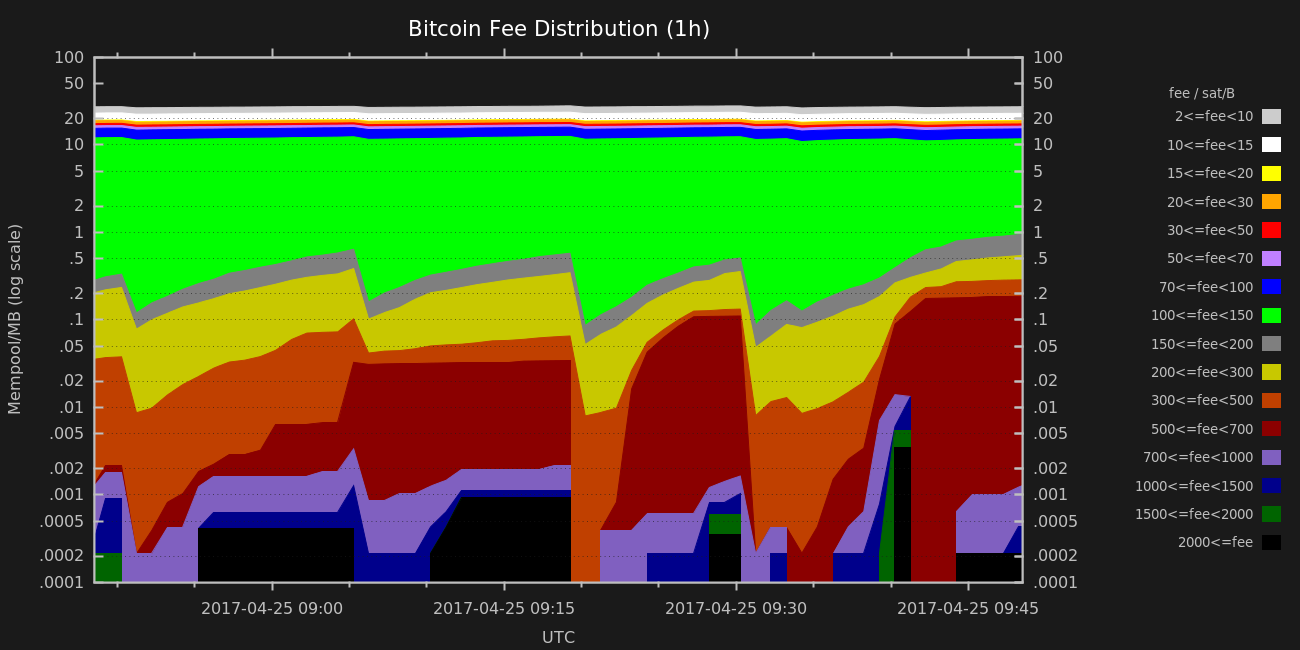 Bitcoin Fee Distribution (1h)
100
50
20
10
5
2
1
.5
.2
.1
.05
.02
.01
.005
.002
.001
.0005
.0002
.0001
Mempool/MB (log scale)
100
50
20
10
5
2
1
.5
.2
.1
.05
.02
.01
.005
.002
.001
.0005
.0002
.0001
2017-04-25 09:00
2017-04-25 09:15
2017-04-25 09:30
2017-04-25 09:45
UTC
fee / sat/B
2<=fee<10
10<=fee<15
15<=fee<20
20<=fee<30
30<=fee<50
50<=fee<70
70<=fee<100
100<=fee<150
150<=fee<200
200<=fee<300
300<=fee<500
500<=fee<700
700<=fee<1000
1000<=fee<1500
1500<=fee<2000
2000<=fee